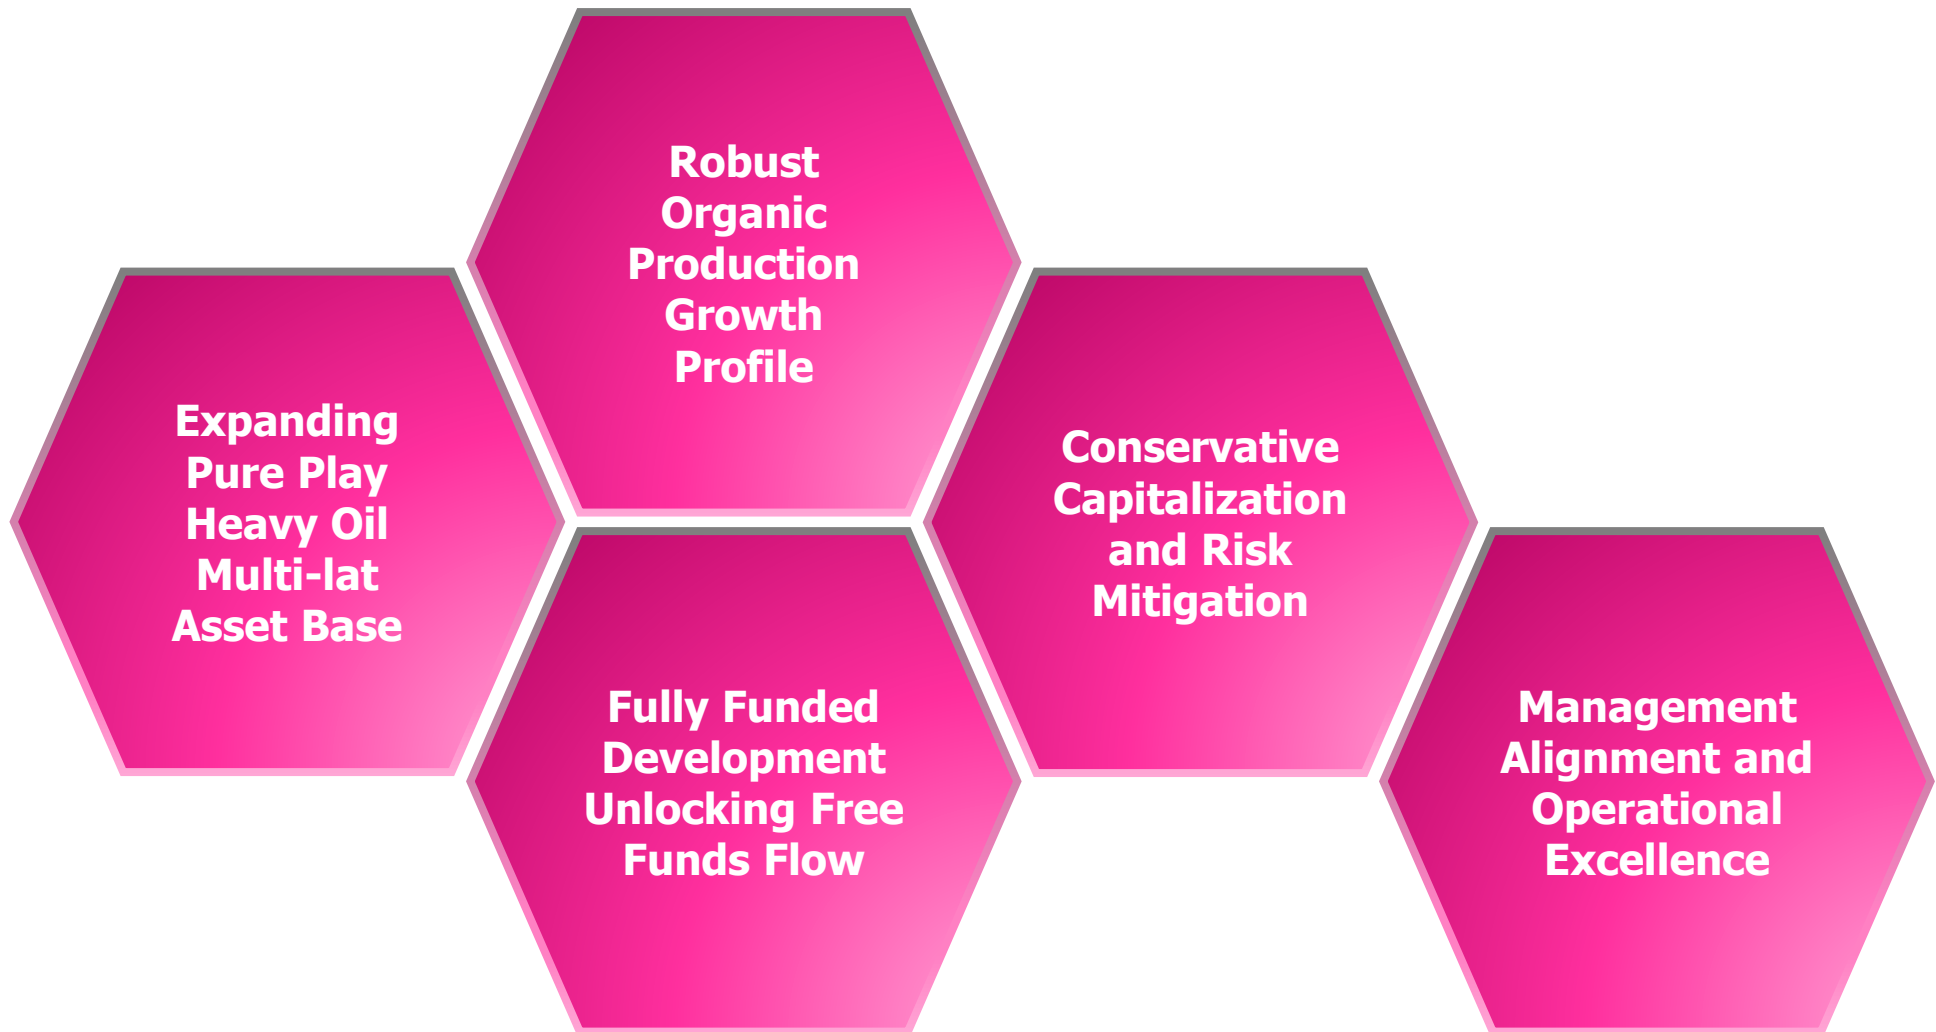 Expanding
Pure Play
Heavy Oil
Multi-lat
Asset Base
Robust
Organic
Production
Growth
Profile
Fully Funded
Development
Unlocking Free
Funds Flow
Conservative
Capitalization
and Risk
Mitigation
Management
Alignment and
Operational
Excellence